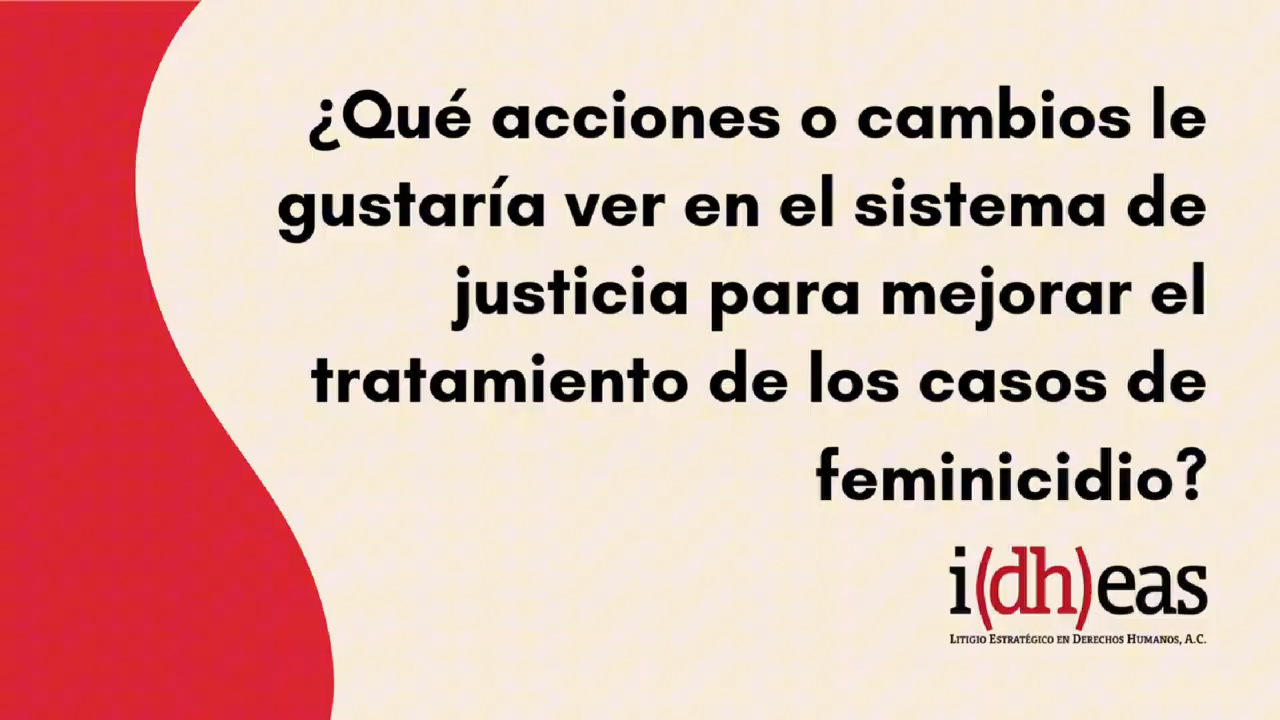 ¿Qué acciones o cambios le
gustaría ver en el sistema de
justicia para mejorar el
tratamiento de los casos de
feminicidio?
i(dh)eas
LITIGIO ESTRATÉGICO EN DERECHOS HUMANOS, A.C.